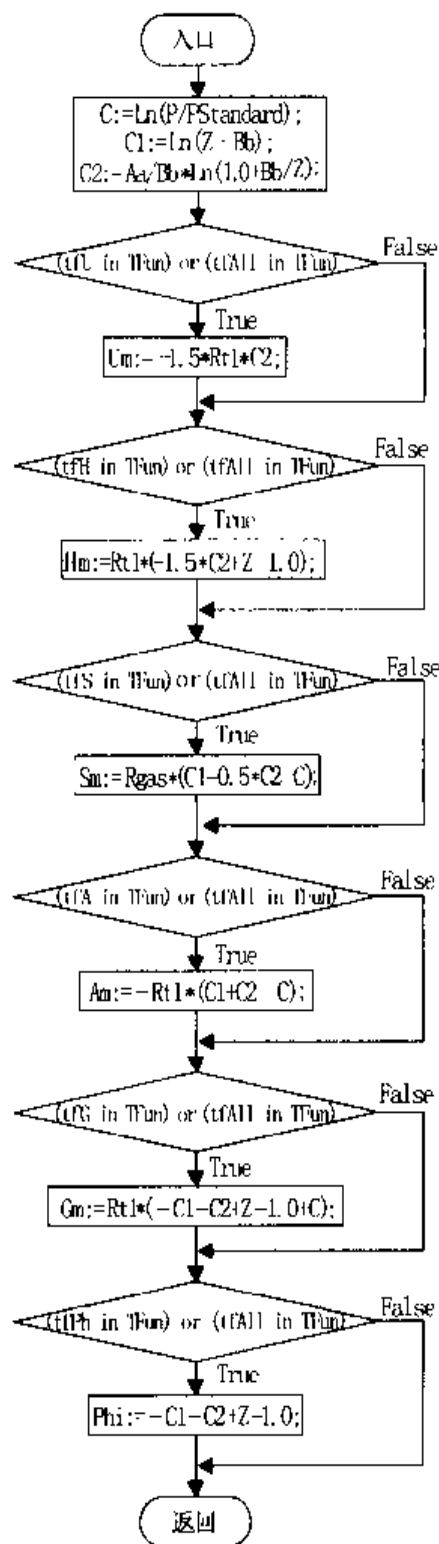 入口
C:=Ln(P/PStandard);
C1:=Ln(Z-Bb);
C2:=Aa/Bb*Ln(1.0+Bb/Z);
(tfU in TFun) or (tfAll in TFun)
False
True
Um:=-1.5*Rt1*C2;
(tfH in TFun) or (tfAll in TFun)
False
True
Hm:=Rt1*(-1.5*C2+Z-1.0);
(tfS in TFun) or (tfAll in TFun)
False
True
Sm:=Rgas*(C1-0.5*C2-C);
(tfA in TFun) or (tfAll in TFun)
False
True
Am:=-Rt1*(C1+C2-C);
(tfG in TFun) or (tfAll in TFun)
False
True
Gm:=Rt1*(-C1-C2+Z-1.0+C);
(tfPh in TFun) or (tfAll in TFun)
False
True
Phi:=-C1-C2+Z-1.0;
返回